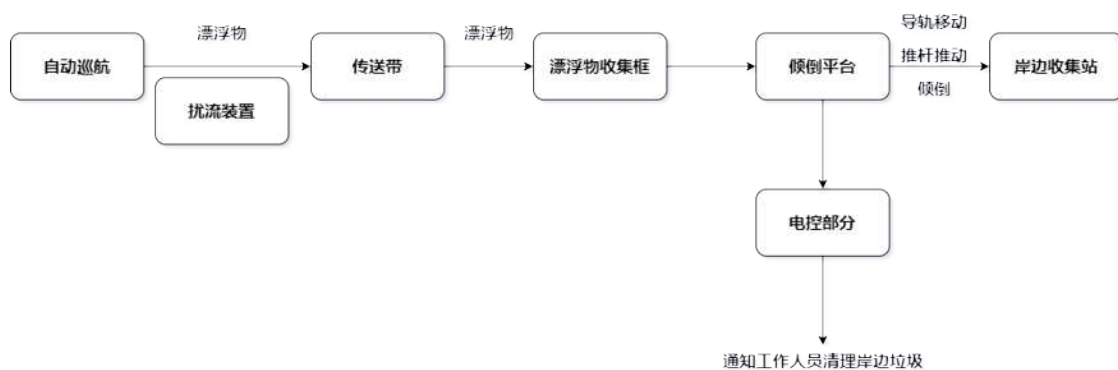 导轨移动
漂浮物
漂浮物
自动巡航
传送带
漂浮物收集框
倾倒平台
推杆推动
岸边收集站
扰流装置
倾倒
电控部分
通知工作人员清理岸边垃圾